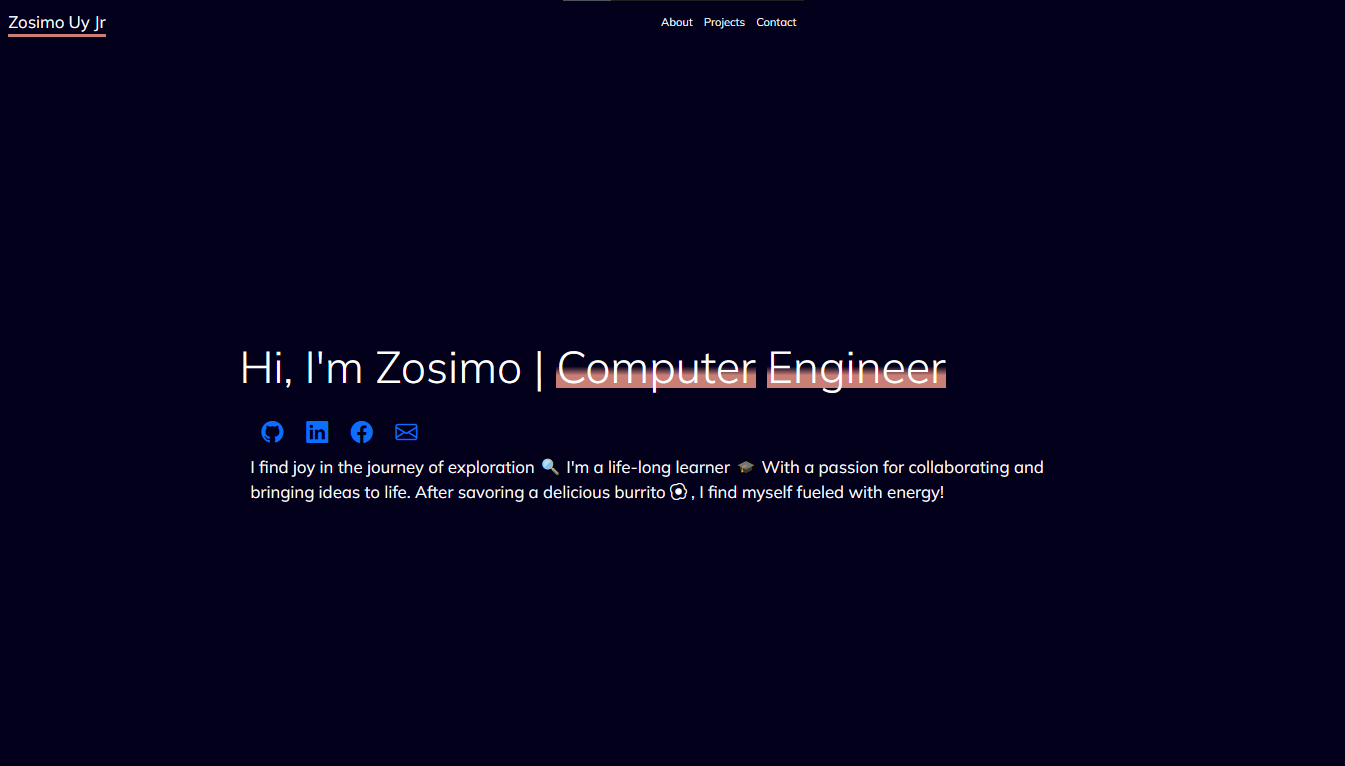 Zosimo Uy Jr
About Projects Contact
Hi, I'm Zosimo | Computer Engineer
I find joy in the journey of exploration 🔍 I'm a life-long learner 🎓 With a passion for collaborating and
bringing ideas to life. After savoring a delicious burrito , I find myself fueled with energy!